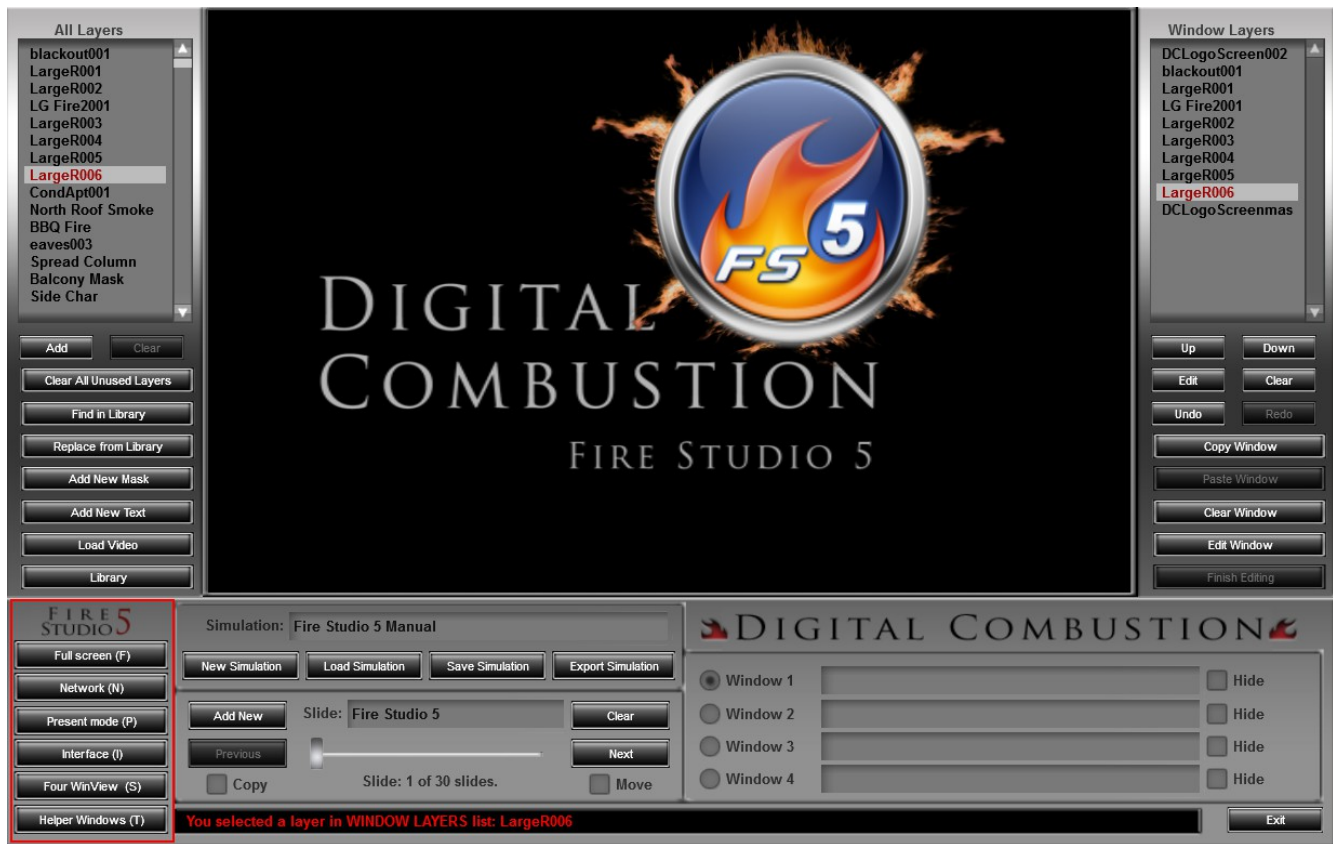 All Layers
blackout001
LargeR001
LargeR002
LG Fire2001
LargeR003
LargeR004
LargeR005
LargeR006
CondApt001
North Roof Smoke
BBQ Fire
eaves003
Spread Column
Balcony Mask
Side Char
Add
Clear
Clear All Unused Layers
Find in Library
Replace from Library
Add New Mask
Add New Text
Load Video
Library
FS 5
DIGITAL
COMBUSTION
FIRE STUDIO 5
Window Layers
DCLogoScreen002
blackout001
LargeR001
LG Fire2001
LargeR002
LargeR003
LargeR004
LargeR005
LargeR006
DCLogoScreenmas
Up
Down
Edit
Clear
Undo
Redo
Copy Window
Paste Window
Clear Window
Edit Window
Finish Editing
FIRE
STUDIO 5
Full screen (F)
Network (N)
Present mode (P)
Interface (I)
Four WinView (S)
Helper Windows (T)
Simulation: Fire Studio 5 Manual
New Simulation
Load Simulation
Save Simulation
Export Simulation
Add New
Slide: Fire Studio 5
Clear
Previous
Next
Copy
Slide: 1 of 30 slides.
Move
DIGITAL COMBUSTION
Window 1
Hide
Window 2
Hide
Window 3
Hide
Window 4
Hide
You selected a layer in WINDOW LAYERS list: LargeR006
Exit